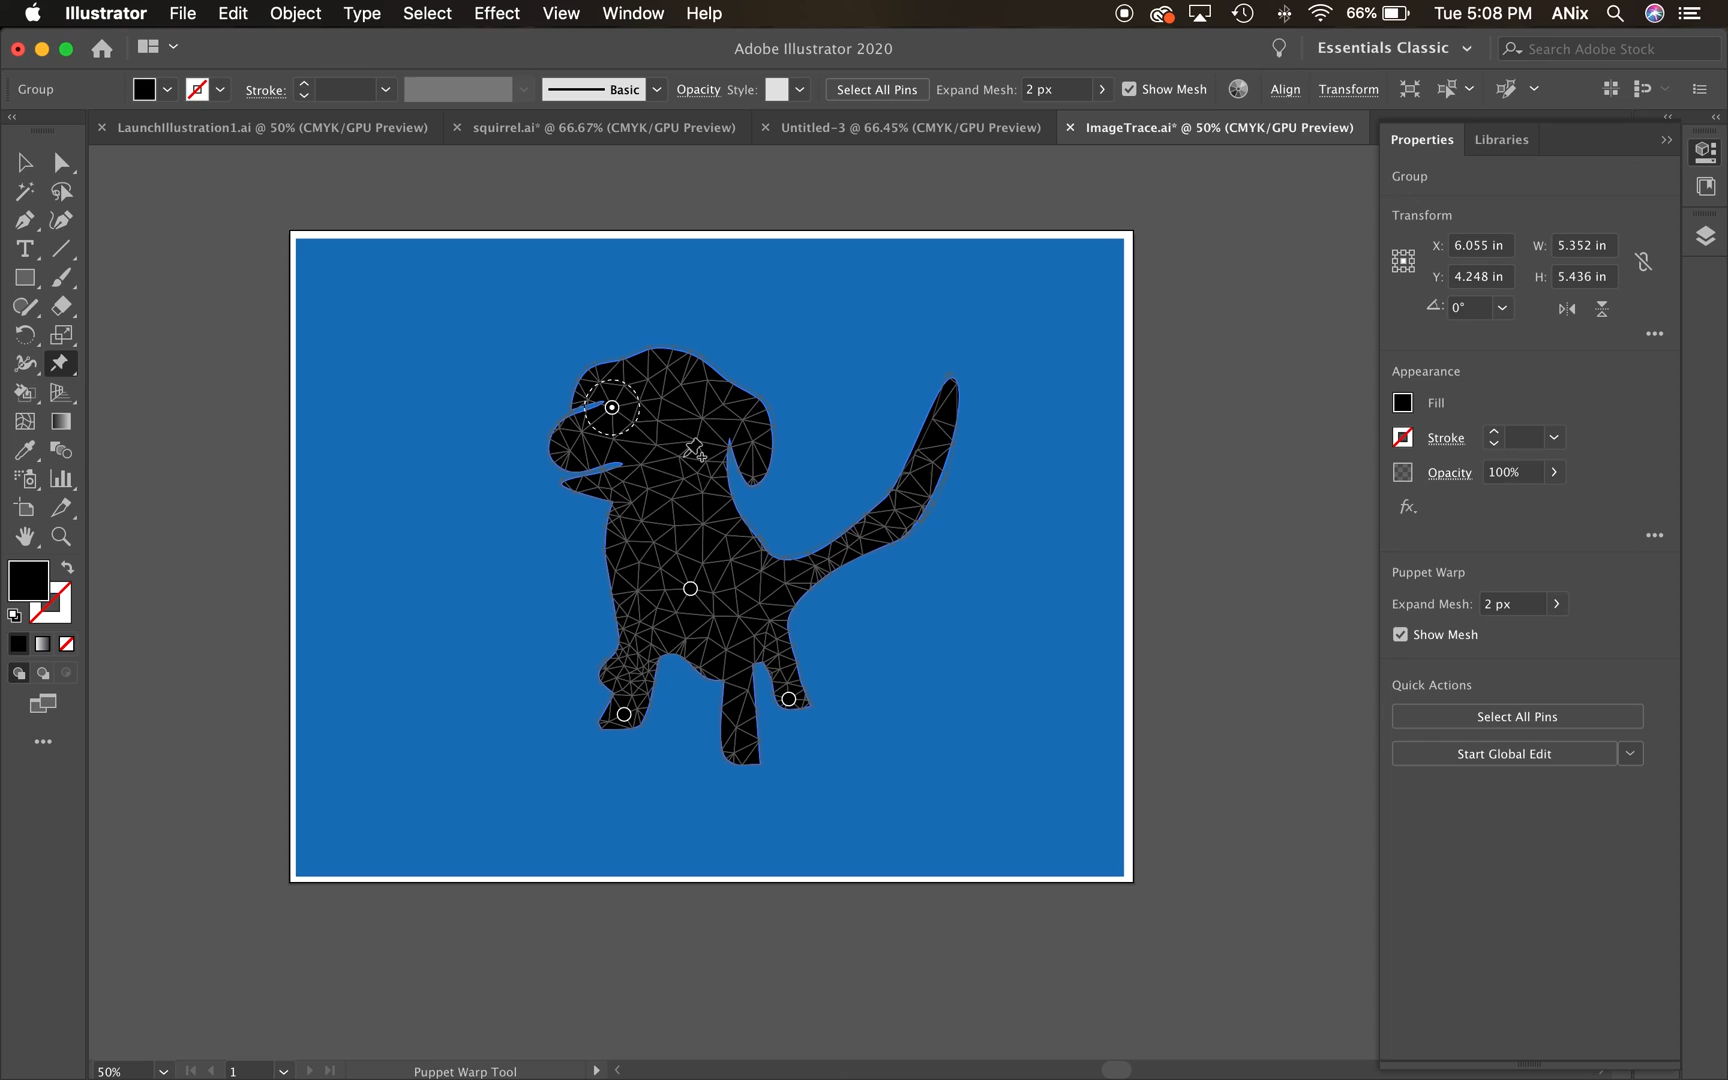 Illustrator File Edit Object Type Select Effect View Window Help 66% Tue 5:08 PM ANix
Adobe Illustrator 2020 Essentials Classic Search Adobe Stock
Group Stroke: Basic Opacity Style: Select All Pins Expand Mesh: 2 px Show Mesh Align Transform
LaunchIllustration1.ai @ 50% (CMYK/GPU Preview) squirrel.ai* @ 66.67% (CMYK/GPU Preview) Untitled-3 @ 66.45% (CMYK/GPU Preview) ImageTrace.ai* @ 50% (CMYK/GPU Preview)
Properties Libraries
Group
Transform
X: 6.055 in W: 5.352 in
Y: 4.248 in H: 5.436 in
0°
Appearance
Fill
Stroke
Opacity 100%
fx
Puppet Warp
Expand Mesh: 2 px
Show Mesh
Quick Actions
Select All Pins
Start Global Edit
50% 1 Puppet Warp Tool